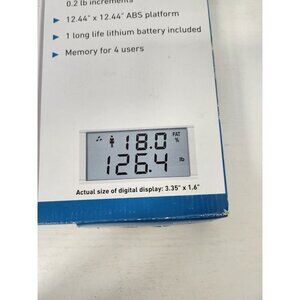 0.2 lb increments
12.44" x 12.44" ABS platform
1 long life lithium battery included
Memory for 4 users
18.0 FAT %
126.4 lb
Actual size of digital display: 3.35" x 1.6"